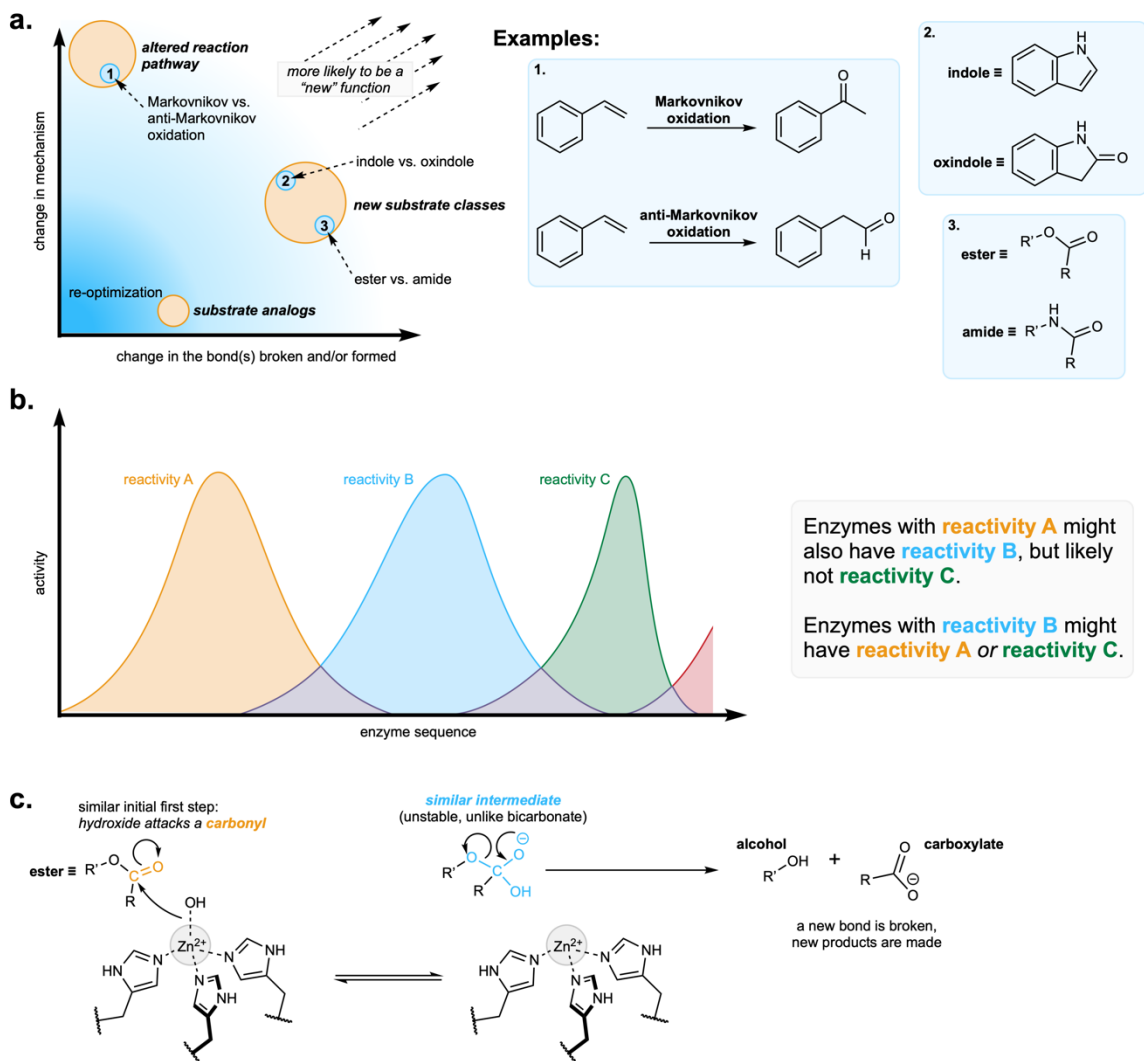 a.
change in mechanism
altered reaction
pathway
1
Markovnikov vs.
anti-Markovnikov
oxidation
more likely to be a
"new" function
indole vs. oxindole
2
new substrate classes
3
ester vs. amide
re-optimization
substrate analogs
change in the bond(s) broken and/or formed
Examples:
1.
Markovnikov
oxidation
O
anti-Markovnikov
oxidation
O
H
2.
indole ≡
H
N
oxindole ≡
H
N
O
3.
ester ≡
R' O O
R
amide ≡
H
R' N O
R
b.
activity
reactivity A
reactivity B
reactivity C
enzyme sequence
Enzymes with reactivity A might
also have reactivity B, but likely
not reactivity C.
Enzymes with reactivity B might
have reactivity A or reactivity C.
c.
similar initial first step:
hydroxide attacks a carbonyl
ester ≡
R' O C O
R
OH
Zn2+
HN N
N NH
N NH
similar intermediate
(unstable, unlike bicarbonate)
R' O C O ⊖
R OH
Zn2+
HN N
N NH
N NH
alcohol
R' OH
+
carboxylate
R O
O ⊖
a new bond is broken,
new products are made